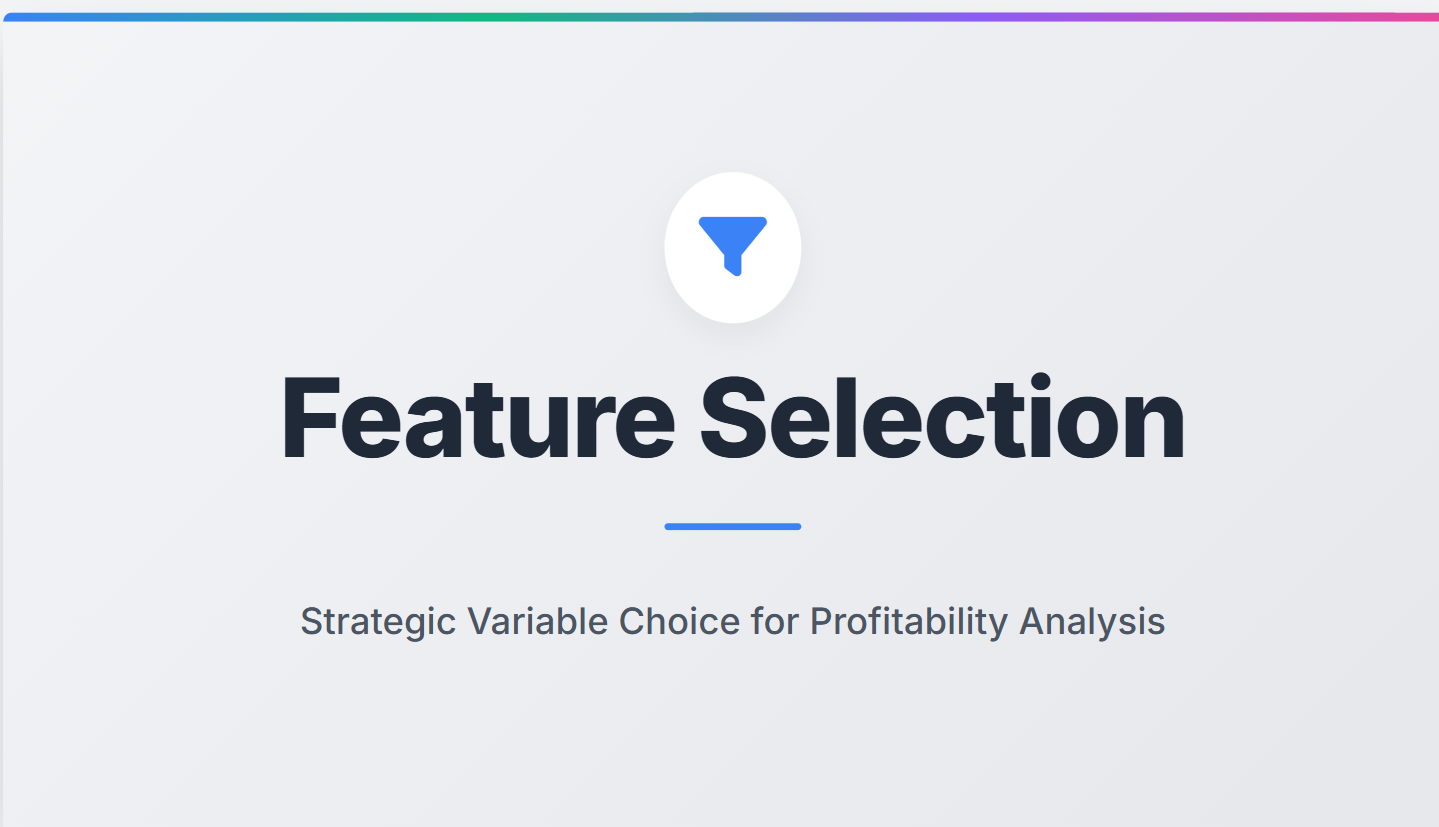 Feature Selection
Strategic Variable Choice for Profitability Analysis